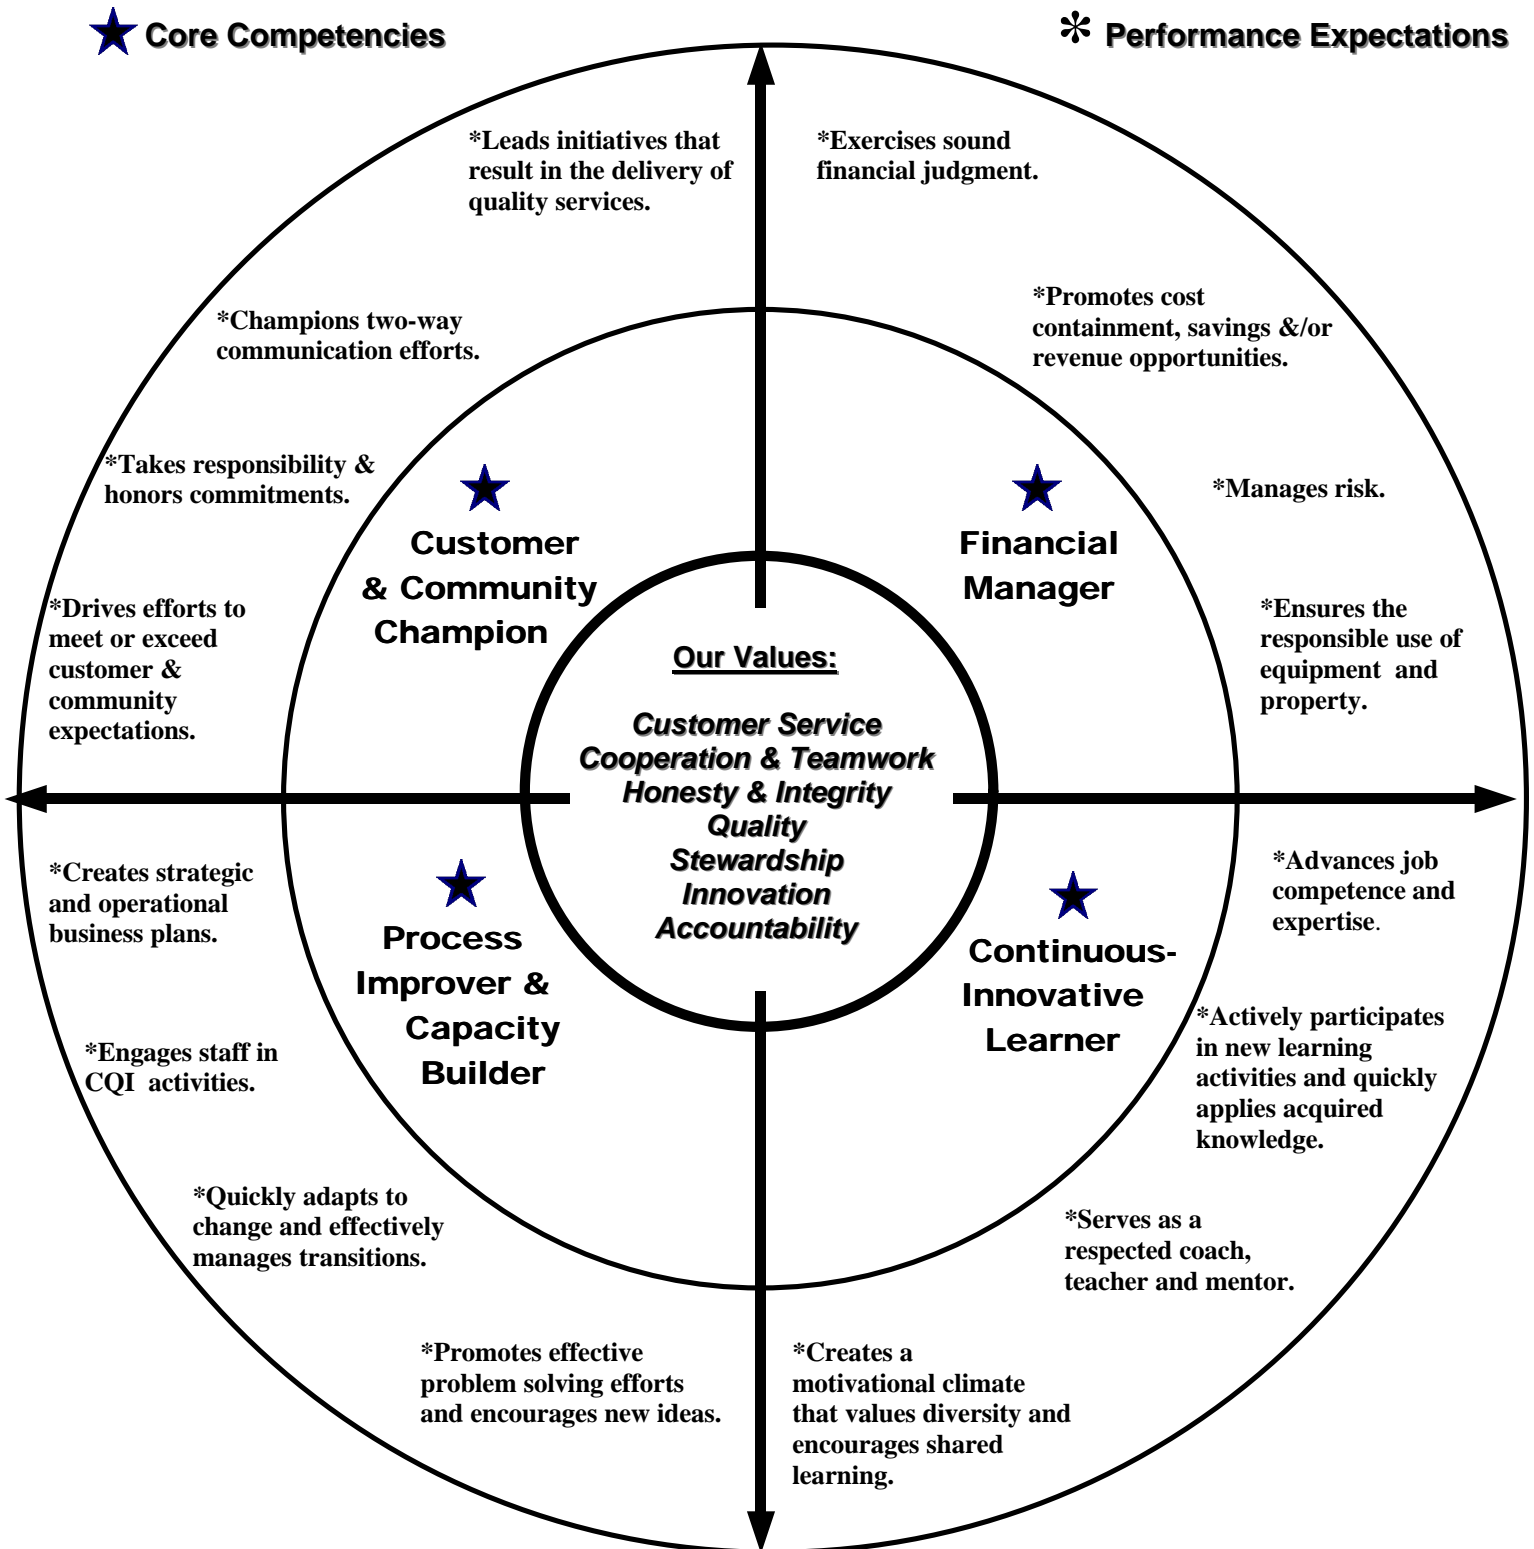 Core Competencies
* Performance Expectations
*Leads initiatives that
result in the delivery of
quality services.
*Exercises sound
financial judgment.
*Champions two-way
communication efforts.
*Promotes cost
containment, savings &/or
revenue opportunities.
*Takes responsibility &
honors commitments.
*Manages risk.
*Drives efforts to
meet or exceed
customer &
community
expectations.
*Ensures the
responsible use of
equipment and
property.
Customer
& Community
Champion
Financial
Manager
Our Values:
Customer Service
Cooperation & Teamwork
Honesty & Integrity
Quality
Stewardship
Innovation
Accountability
Process
Improver &
Capacity
Builder
Continuous-
Innovative
Learner
*Creates strategic
and operational
business plans.
*Advances job
competence and
expertise.
*Engages staff in
CQI activities.
*Actively participates
in new learning
activities and quickly
applies acquired
knowledge.
*Quickly adapts to
change and effectively
manages transitions.
*Serves as a
respected coach,
teacher and mentor.
*Promotes effective
problem solving efforts
and encourages new ideas.
*Creates a
motivational climate
that values diversity and
encourages shared
learning.